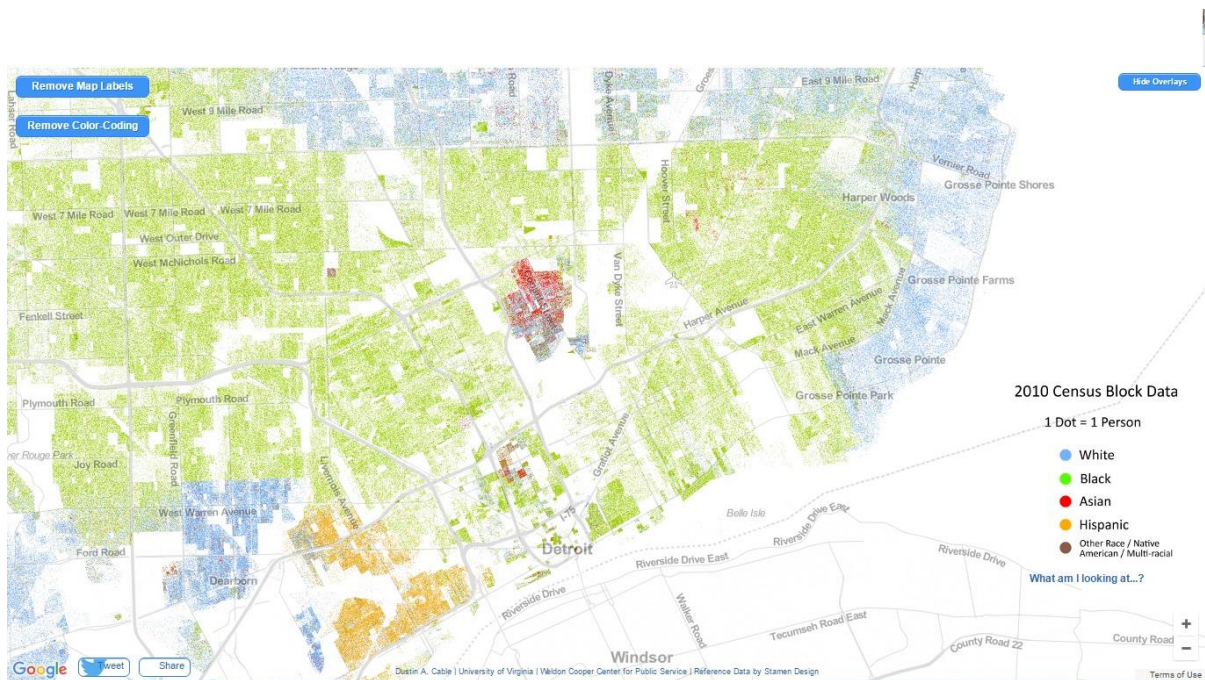 Remove Map Labels
Remove Color-Coding
Hide Overlays
Lahser Road
West 9 Mile Road
Road
Dyke Avenue
East 9 Mile Road
Hoover Street
Vernier Road
Grosse Pointe Shores
Harper Woods
West 7 Mile Road
West 7 Mile Road
West 7 Mile Road
West Outer Drive
West McNichols Road
Van Dyke Street
Grosse Pointe Farms
Mack Avenue
Harper Avenue
East Warren Avenue
Fenkell Street
Mack Avenue
Grosse Pointe
Grosse Pointe Park
Plymouth Road
Plymouth Road
Greenfield Road
Gratiot Avenue
ver Rouge Park
Joy Road
Livernois Avenue
West Warren Avenue
I-75
Belle Isle
Ford Road
Detroit
Dearborn
Riverside Drive East
Riverside Drive East
Riverside Drive
Riverside Drive
Walker Road
Tecumseh Road East
County Road 22
County Road
Windsor
2010 Census Block Data
1 Dot = 1 Person
White
Black
Asian
Hispanic
Other Race / Native
American / Multi-racial
What am I looking at...?
+
−
Google
Tweet
Share
Dustin A. Cable | University of Virginia | Weldon Cooper Center for Public Service | Reference Data by Stamen Design
Terms of Use